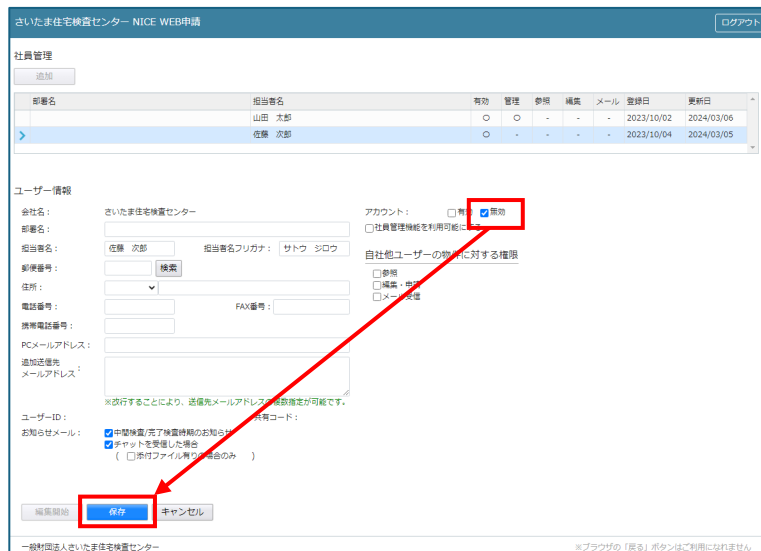 さいたま住宅検査センター NICE WEB申請 ログアウト
社員管理
追加
部署名 担当者名 有効 管理 参照 編集 メール 登録日 更新日
山田 太郎 ○ ○ - - - 2023/10/02 2024/03/06
佐藤 次郎 ○ - - - - 2023/10/04 2024/03/05
ユーザー情報
会社名： さいたま住宅検査センター アカウント： 有効 無効
部署名： 社員管理機能を利用可能にする
担当者名： 佐藤 次郎 担当者名フリガナ： サトウ ジロウ
自社他ユーザーの物件に対する権限
郵便番号： 検索 参照
住所： 編集・申請
電話番号： FAX番号： メール受信
携帯電話番号：
PCメールアドレス：
追加送信先
メールアドレス：
※改行することにより、送信先メールアドレスの複数指定が可能です。
ユーザーID： 共有コード：
お知らせメール： 中間検査/完了検査時期のお知らせ
チャットを受信した場合
( 添付ファイル有りの場合のみ )
編集開始 保存 キャンセル
一般財団法人さいたま住宅検査センター ※ブラウザの「戻る」ボタンはご利用になれません